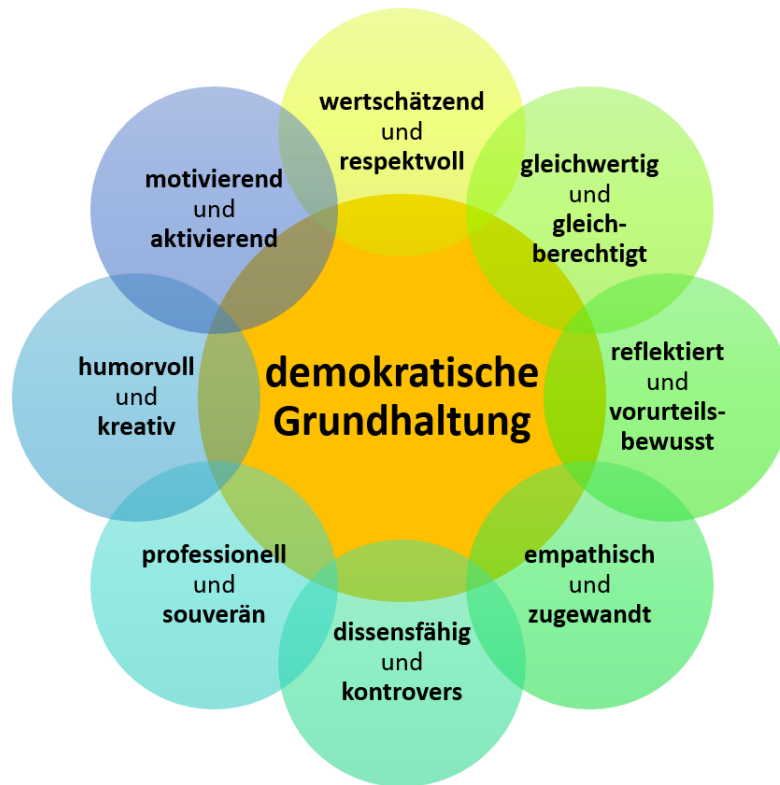 wertschätzend
und
respektvoll
gleichwertig
und
gleich-
berechtigt
reflektiert
und
vorurteils-
bewusst
empathisch
und
zugewandt
dissensfähig
und
kontrovers
professionell
und
souverän
humorvoll
und
kreativ
motivierend
und
aktivierend
demokratische
Grundhaltung